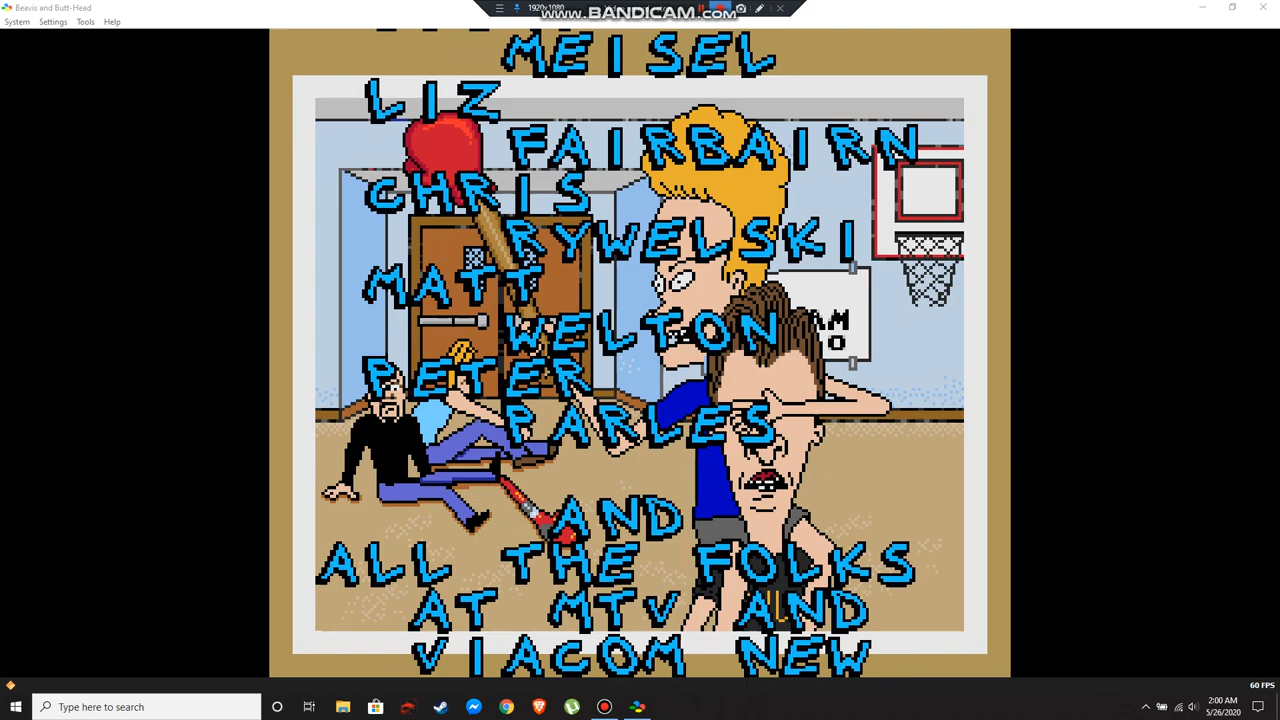 Beavis and Butt-Head
1920x1080
www.BANDICAM.com
System Settings Tools Help
MEISEL
LIZ
FAIRBAIRN
CHRIS
RYWELSKI
MATT
WELTON
AM
O
PETER
PARLES
AND
ALL THE FOLKS
AT MTV AND
VIACOM NEW
60 FPS
Type here to search
2:00 AM
5/26/2020